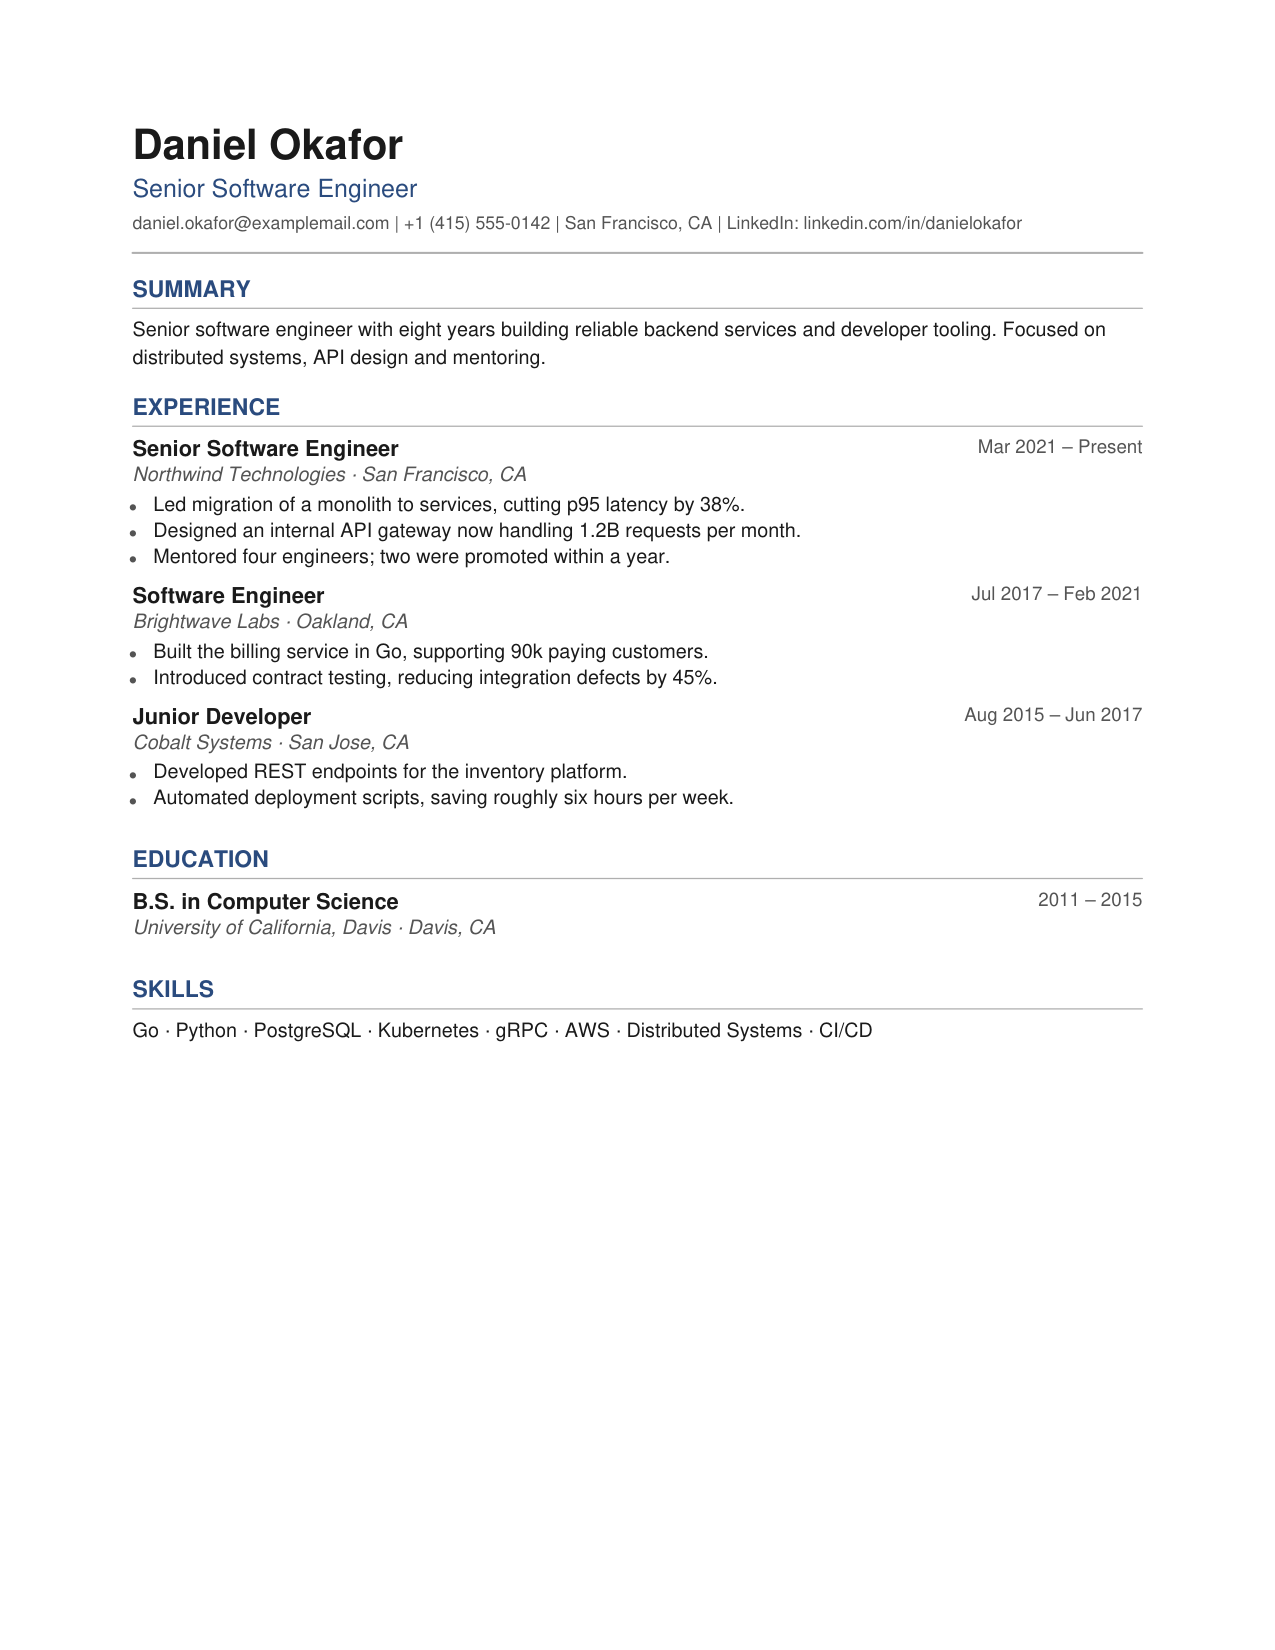 Daniel Okafor
Senior Software Engineer
daniel.okafor@examplemail.com | +1 (415) 555-0142 | San Francisco, CA | LinkedIn: linkedin.com/in/danielokafor
SUMMARY
Senior software engineer with eight years building reliable backend services and developer tooling. Focused on
distributed systems, API design and mentoring.
EXPERIENCE
Senior Software Engineer Mar 2021 – Present
Northwind Technologies · San Francisco, CA
• Led migration of a monolith to services, cutting p95 latency by 38%.
• Designed an internal API gateway now handling 1.2B requests per month.
• Mentored four engineers; two were promoted within a year.
Software Engineer Jul 2017 – Feb 2021
Brightwave Labs · Oakland, CA
• Built the billing service in Go, supporting 90k paying customers.
• Introduced contract testing, reducing integration defects by 45%.
Junior Developer Aug 2015 – Jun 2017
Cobalt Systems · San Jose, CA
• Developed REST endpoints for the inventory platform.
• Automated deployment scripts, saving roughly six hours per week.
EDUCATION
B.S. in Computer Science 2011 – 2015
University of California, Davis · Davis, CA
SKILLS
Go · Python · PostgreSQL · Kubernetes · gRPC · AWS · Distributed Systems · CI/CD